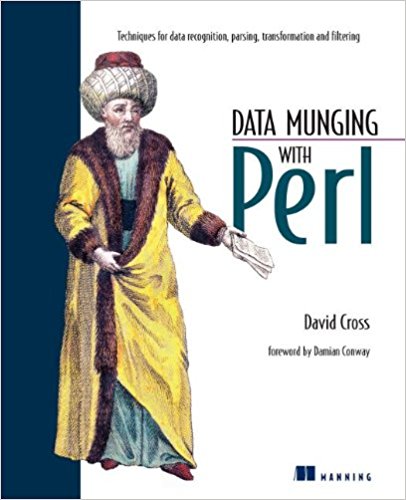 Techniques for data recognition, parsing, transformation and filtering
DATA MUNGING
WITH
Perl
David Cross
foreword by Damian Conway
MANNING